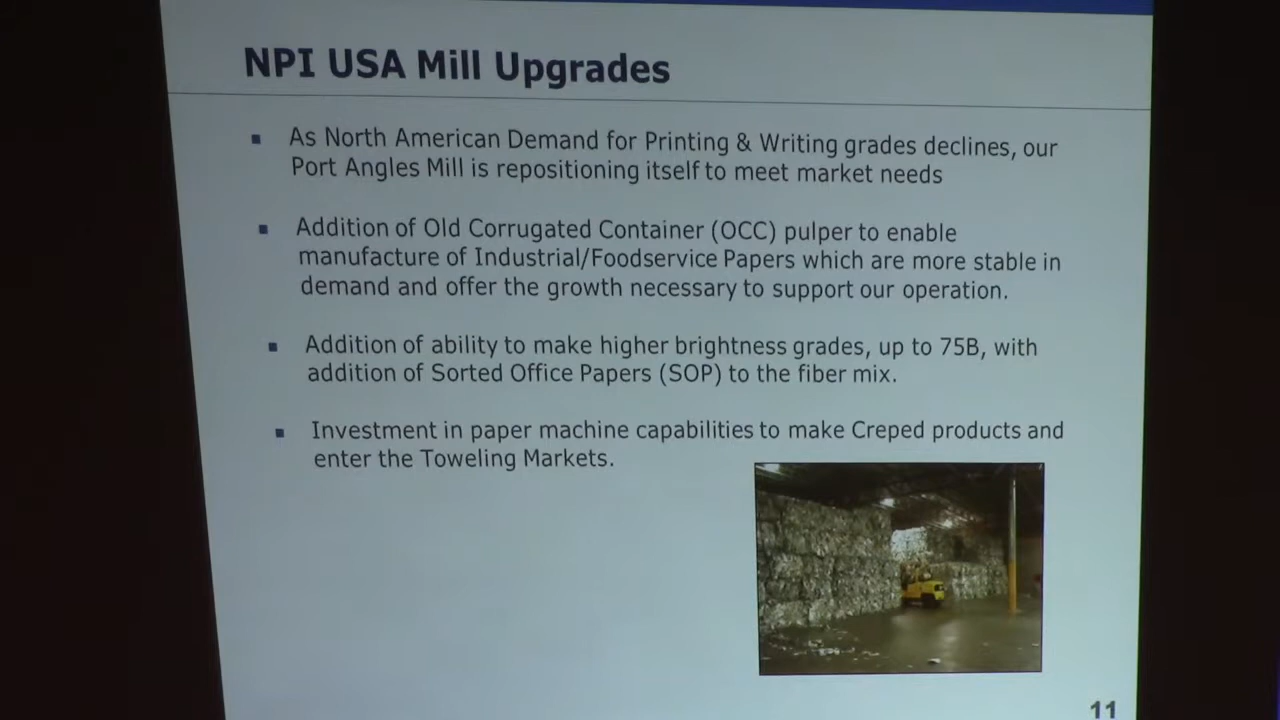 NPI USA Mill Upgrades
▪ As North American Demand for Printing & Writing grades declines, our
Port Angles Mill is repositioning itself to meet market needs
▪ Addition of Old Corrugated Container (OCC) pulper to enable
manufacture of Industrial/Foodservice Papers which are more stable in
demand and offer the growth necessary to support our operation.
▪ Addition of ability to make higher brightness grades, up to 75B, with
addition of Sorted Office Papers (SOP) to the fiber mix.
▪ Investment in paper machine capabilities to make Creped products and
enter the Toweling Markets.
11